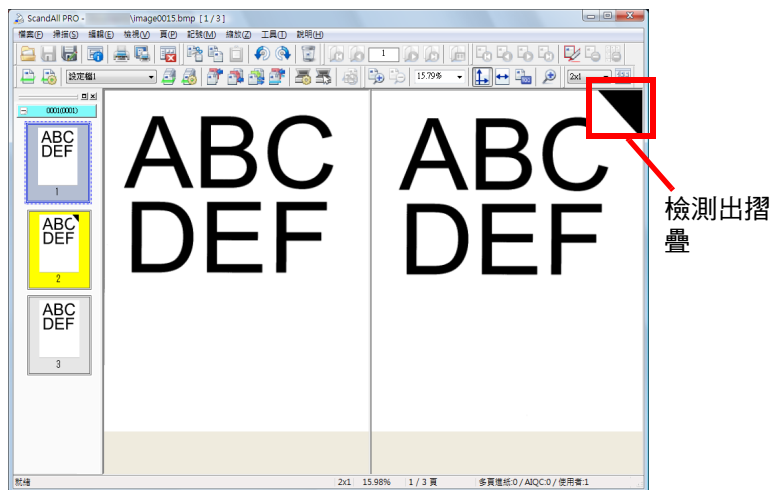 ScandAll PRO - \image0015.bmp [ 1 / 3 ]
檔案(F) 掃描(S) 編輯(E) 檢視(V) 頁(P) 記號(M) 縮放(Z) 工具(T) 說明(H)
1
設定檔1 15.79% 2x1
0001(0001)
ABC
DEF
1
ABC
DEF
2
ABC
DEF
3
ABC
DEF
ABC
DEF
檢測出摺
疊
就緒 2x1 15.98% 1 / 3 頁 多頁進紙:0 / AIQC:0 / 使用者:1